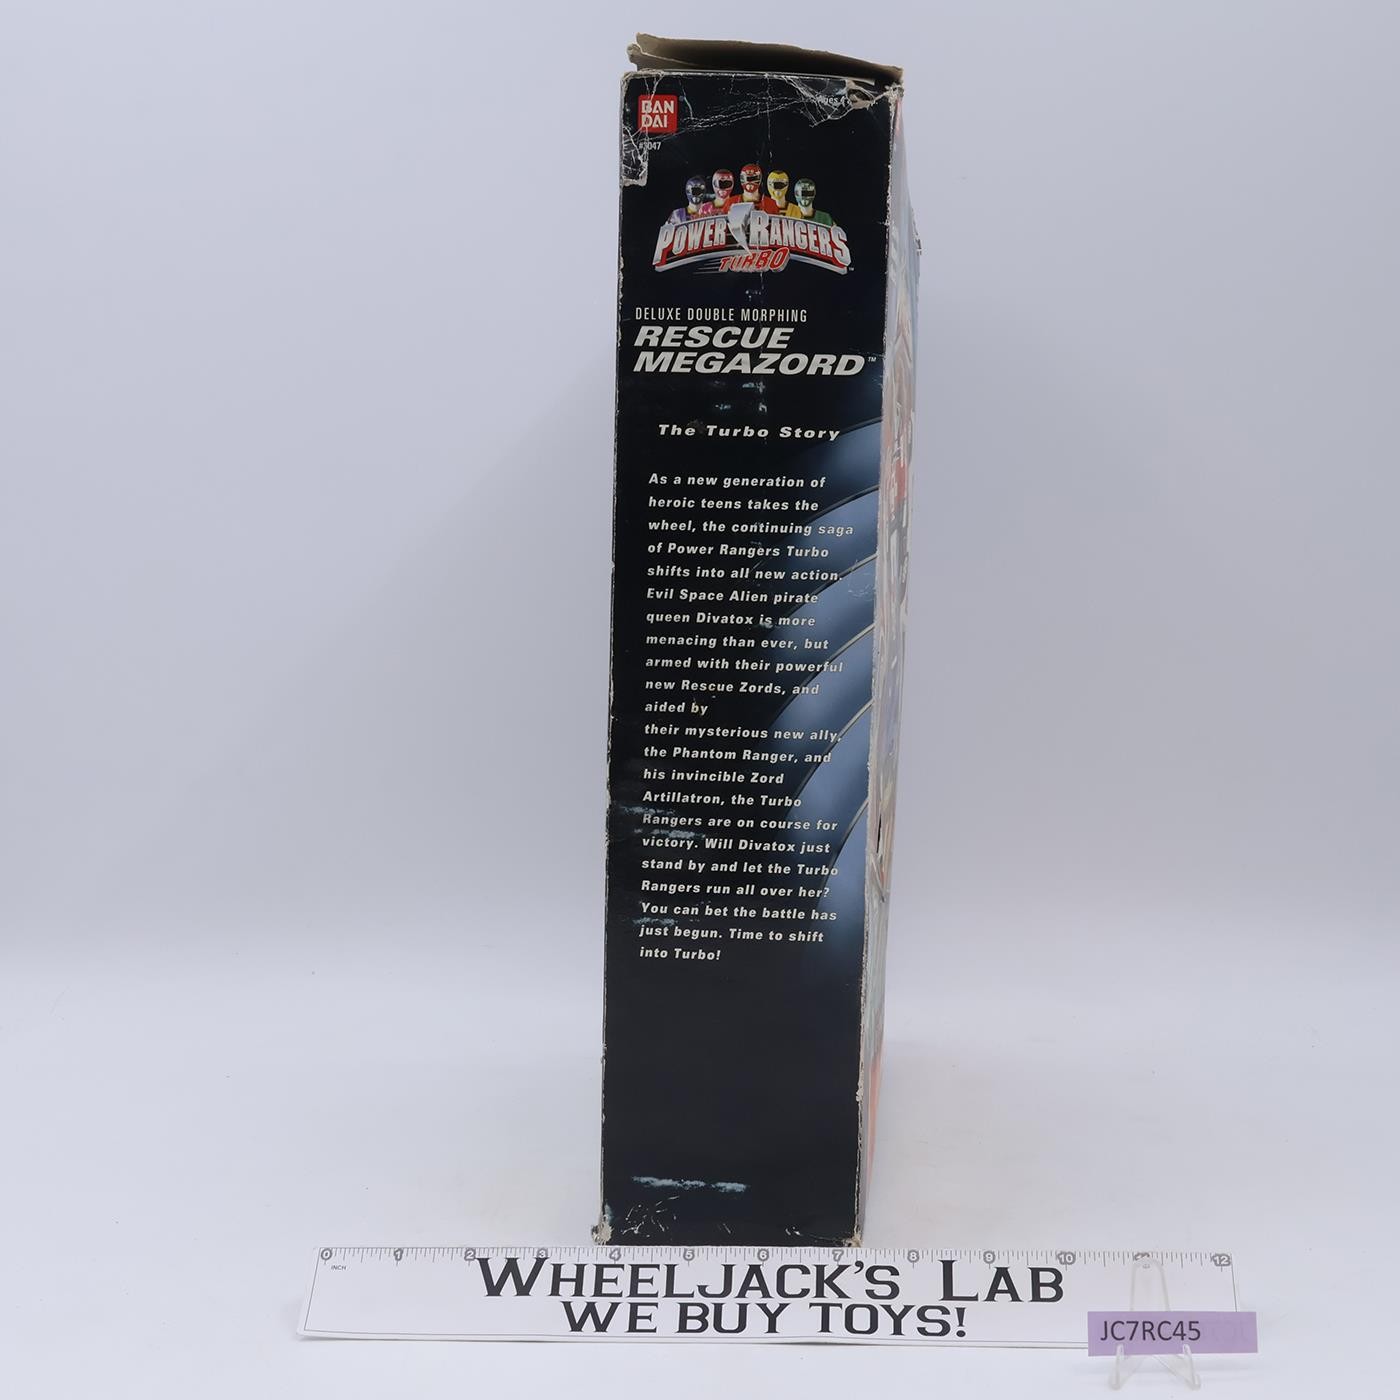 BAN
DAI
#3047
Ages
POWER RANGERS
TURBO
DELUXE DOUBLE MORPHING
RESCUE
MEGAZORD™
The Turbo Story
As a new generation of
heroic teens takes the
wheel, the continuing saga
of Power Rangers Turbo
shifts into all new action.
Evil Space Alien pirate
queen Divatox is more
menacing than ever, but
armed with their powerful
new Rescue Zords, and
aided by
their mysterious new ally,
the Phantom Ranger, and
his invincible Zord
Artillatron, the Turbo
Rangers are on course for
victory. Will Divatox just
stand by and let the Turbo
Rangers run all over her?
You can bet the battle has
just begun. Time to shift
into Turbo!
0 1 2 3 4 5 6 7 8 9 10 11 12
INCH
WHEELJACK'S LAB
WE BUY TOYS!
JC7RC45